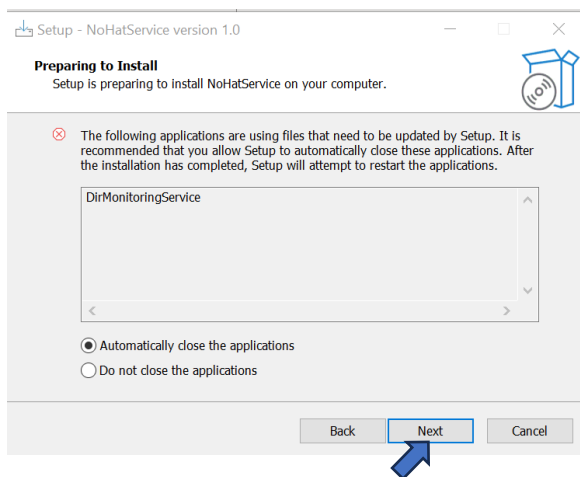 Setup - NoHatService version 1.0
Preparing to Install
Setup is preparing to install NoHatService on your computer.
The following applications are using files that need to be updated by Setup. It is
recommended that you allow Setup to automatically close these applications. After
the installation has completed, Setup will attempt to restart the applications.
DirMonitoringService
Automatically close the applications
Do not close the applications
Back Next Cancel